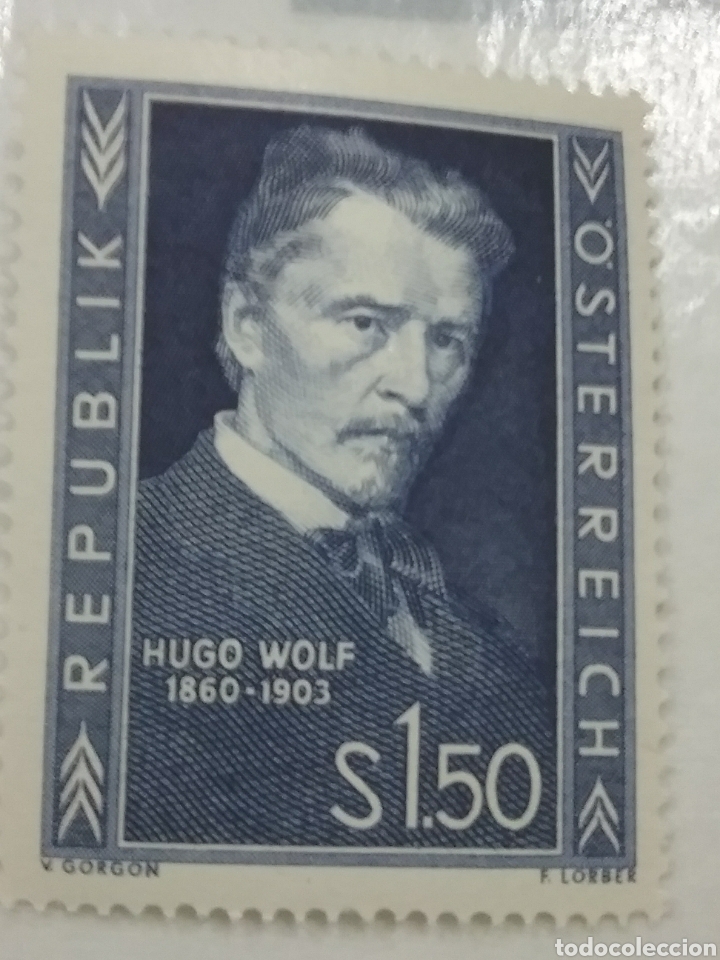 REPUBLIK
ÖSTERREICH
HUGO WOLF
1860 - 1903
S1.50
V. GORGON
F. LORBER
todocoleccion